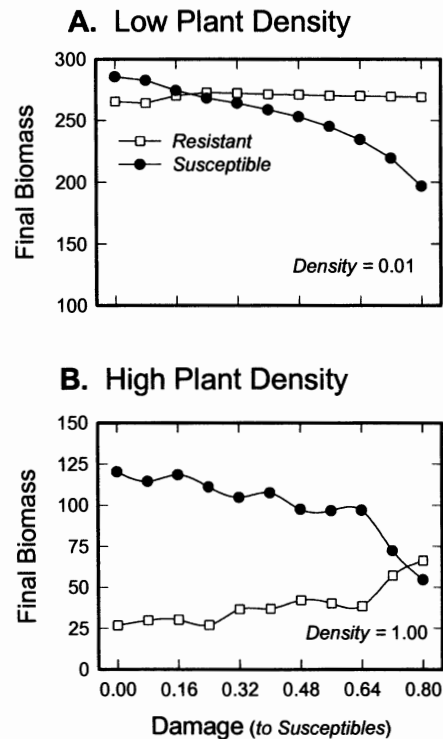 A. Low Plant Density
300
250
200
150
100
Final Biomass
Resistant
Susceptible
Density = 0.01
B. High Plant Density
150
125
100
75
50
25
0
Final Biomass
Density = 1.00
0.00 0.16 0.32 0.48 0.64 0.80
Damage (to Susceptibles)